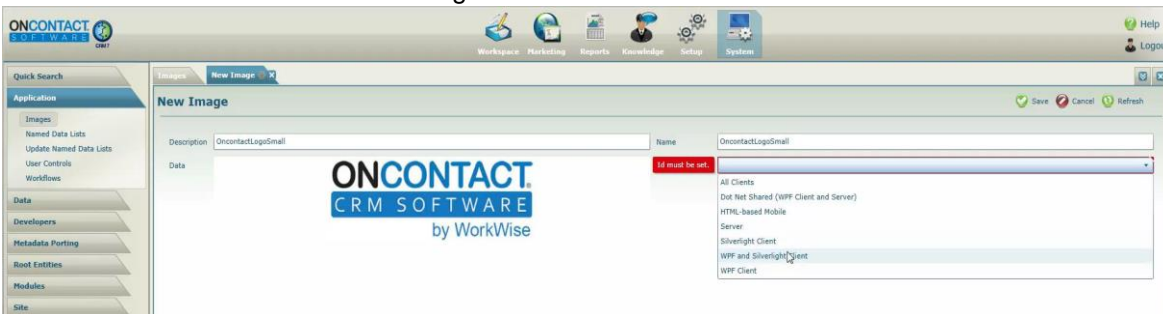 ONCONTACT
SOFTWARE
CRM 7
Workspace Marketing Reports Knowledge Setup System
Help
Logou
Quick Search
Images New Image
Application
New Image
Save Cancel Refresh
Images
Named Data Lists
Update Named Data Lists
User Controls
Workflows
Description OncontactLogoSmall Name OncontactLogoSmall
Data
ONCONTACT
CRM SOFTWARE
by WorkWise
Id must be set.
All Clients
Dot Net Shared (WPF Client and Server)
HTML-based Mobile
Server
Silverlight Client
WPF and Silverlight Client
WPF Client
Data
Developers
Metadata Porting
Root Entities
Modules
Site